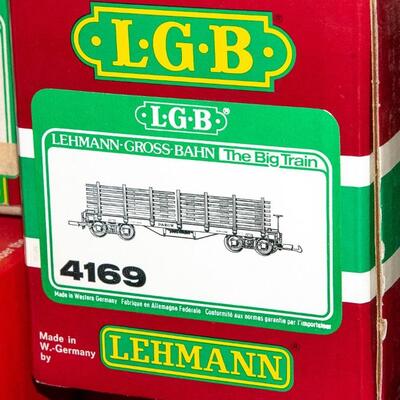 L·G·B®
·L·G·B·®
LEHMANN-GROSS-BAHN The Big Train
4169
Made in Western Germany Fabriqué en Allemagne Federale Conformité aux normes garantie par l'importateur
Made in
W.-Germany
by
LEHMANN®